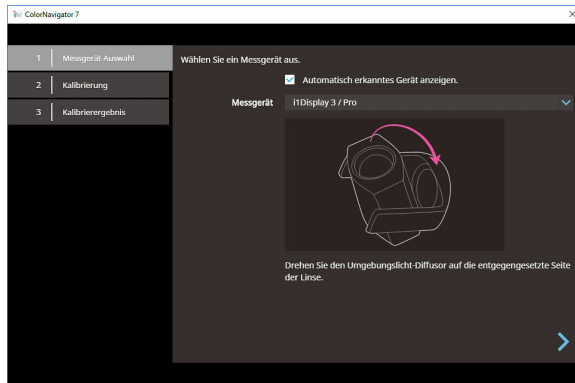 ColorNavigator 7
1 Messgerät-Auswahl
2 Kalibrierung
3 Kalibrierergebnis
Wählen Sie ein Messgerät aus.
Automatisch erkanntes Gerät anzeigen.
Messgerät i1Display 3 / Pro
Drehen Sie den Umgebungslicht-Diffusor auf die entgegengesetzte Seite
der Linse.